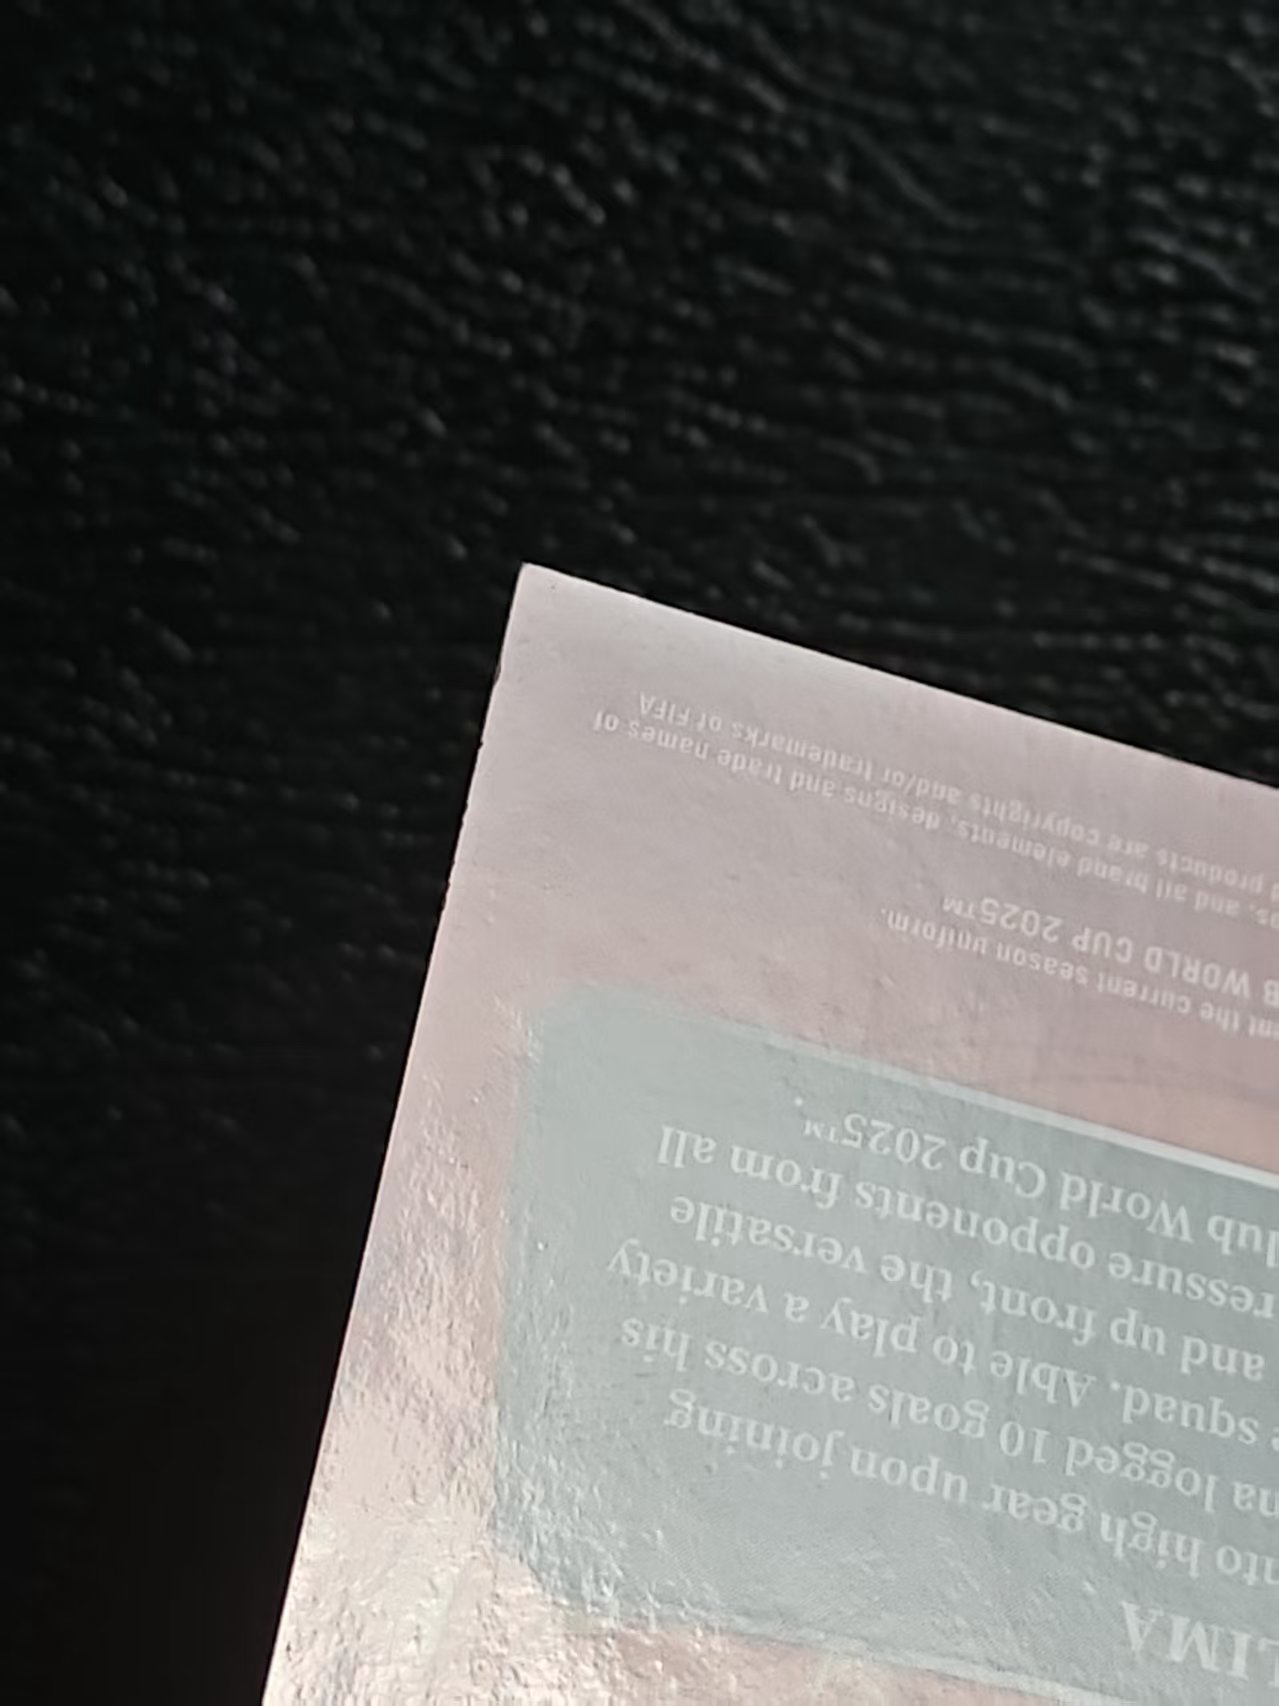 LIMA
nto high gear upon joining
na logged 10 goals across his
squad. Able to play a variety
and up front, the versatile
ressure opponents from all
lub World Cup 2025™.
nt the current season uniform.
B WORLD CUP 2025™
s, and all brand elements, designs and trade names of
d products are copyrights and/or trademarks of FIFA